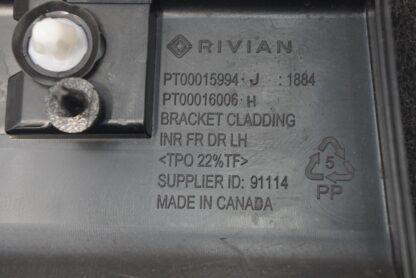 RIVIAN
PT00015994 J : 1884
PT00016006 H
BRACKET CLADDING
INR FR DR LH
<TPO 22%TF>
SUPPLIER ID: 91114
MADE IN CANADA
5
PP